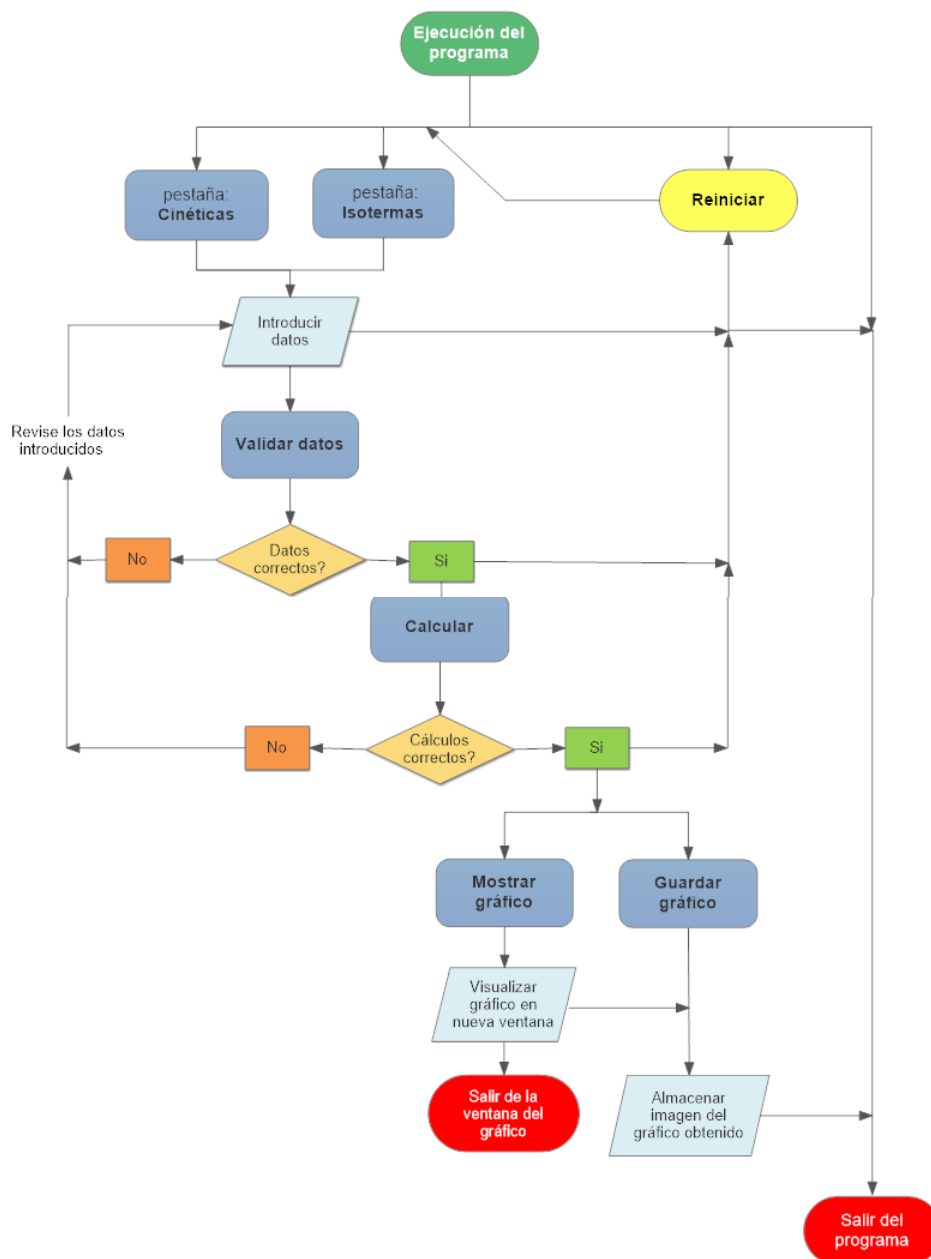 Ejecución del
programa
pestaña:
Cinéticas
pestaña:
Isotermas
Reiniciar
Introducir
datos
Revise los datos
introducidos
Validar datos
No
Datos
correctos?
Si
Calcular
No
Cálculos
correctos?
Si
Mostrar
gráfico
Guardar
gráfico
Visualizar
gráfico en
nueva ventana
Salir de la
ventana del
gráfico
Almacenar
imagen del
gráfico obtenido
Salir del
programa